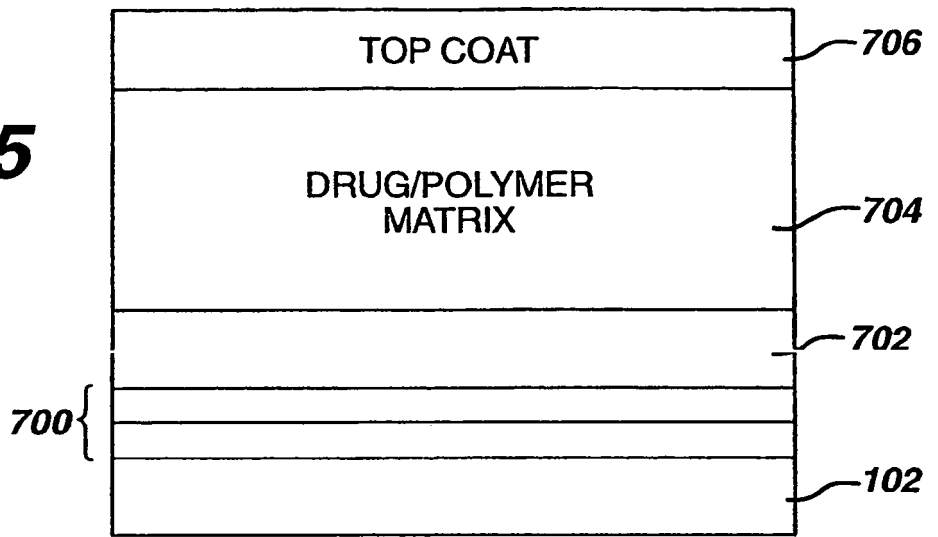 TOP COAT
706
5
DRUG/POLYMER
MATRIX
704
702
700
102